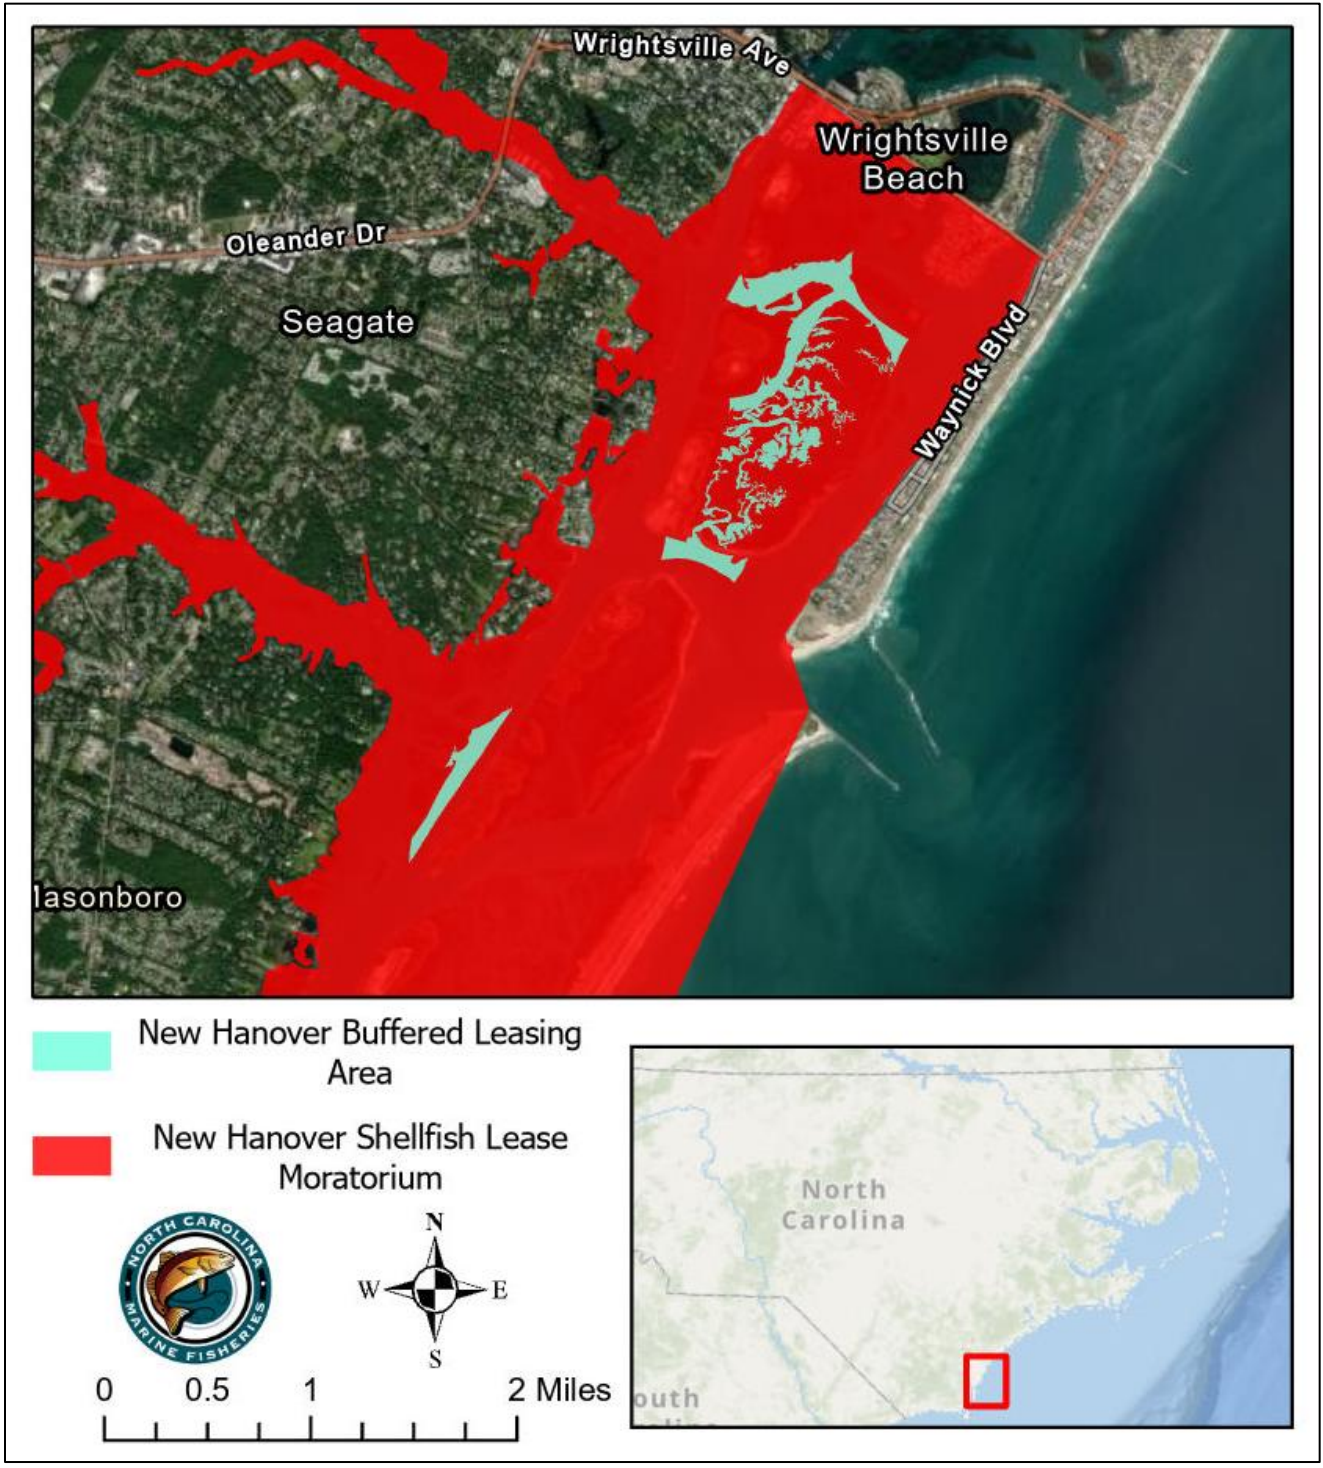 Wrightsville Ave
Wrightsville
Beach
Oleander Dr
Seagate
Waynick Blvd
lasonboro
New Hanover Buffered Leasing
Area
New Hanover Shellfish Lease
Moratorium
NORTH CAROLINA
MARINE FISHERIES
N
W E
S
0 0.5 1 2 Miles
North
Carolina
outh